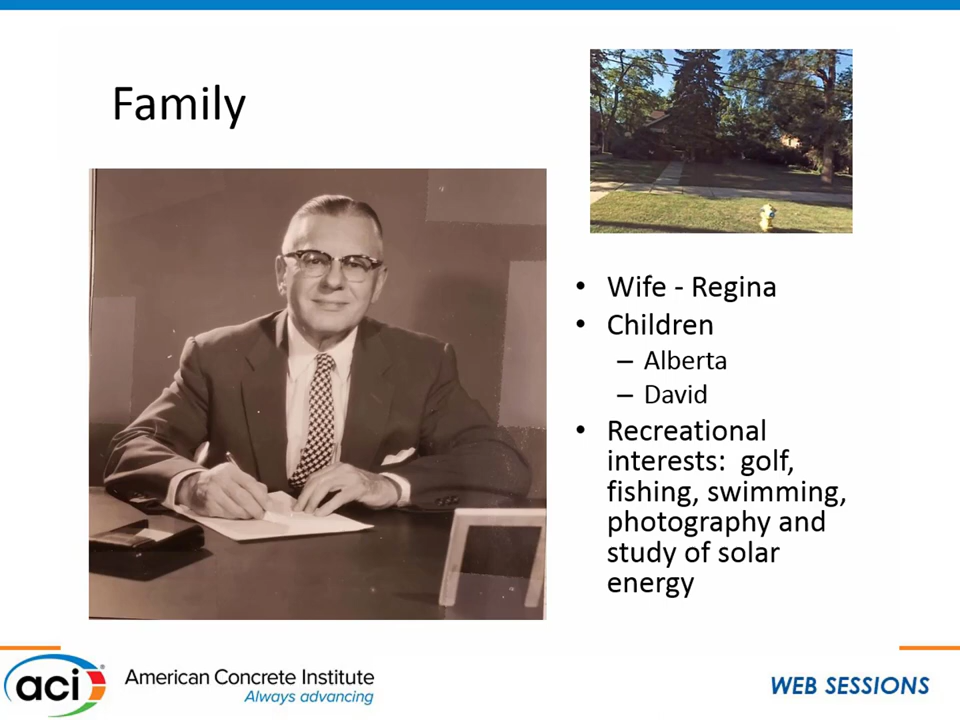 Family
• Wife - Regina
• Children
– Alberta
– David
• Recreational
interests:  golf,
fishing, swimming,
photography and
study of solar
energy
aci®
American Concrete Institute
Always advancing
WEB SESSIONS